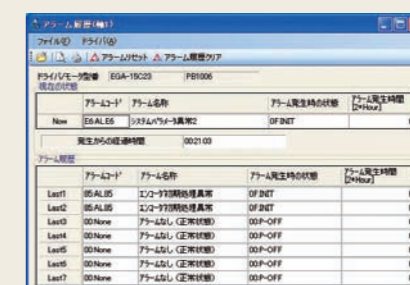 アラーム履歴(軸1)
ファイル(F) ドライバ(A)
アラームリセット アラーム履歴クリア
ドライバ/モータ型番 EGA-15C23 PB1006
現在の状態
アラームコード アラーム名称 アラーム発生時の状態 アラーム発生時間 [2*Hour]
Now E6:ALE6 システムパラメータ異常2 0F:INIT
発生からの経過時間 0021:03
アラーム履歴
アラームコード アラーム名称 アラーム発生時の状態 アラーム発生時間 [2*Hour]
Last1 85:AL85 エンコーダ初期処理異常 0F:INIT
Last2 85:AL85 エンコーダ初期処理異常 0F:INIT
Last3 00:None アラームなし (正常状態) 00:P-OFF
Last4 00:None アラームなし (正常状態) 00:P-OFF
Last5 00:None アラームなし (正常状態) 00:P-OFF
Last6 00:None アラームなし (正常状態) 00:P-OFF
Last7 00:None アラームなし (正常状態) 00:P-OFF